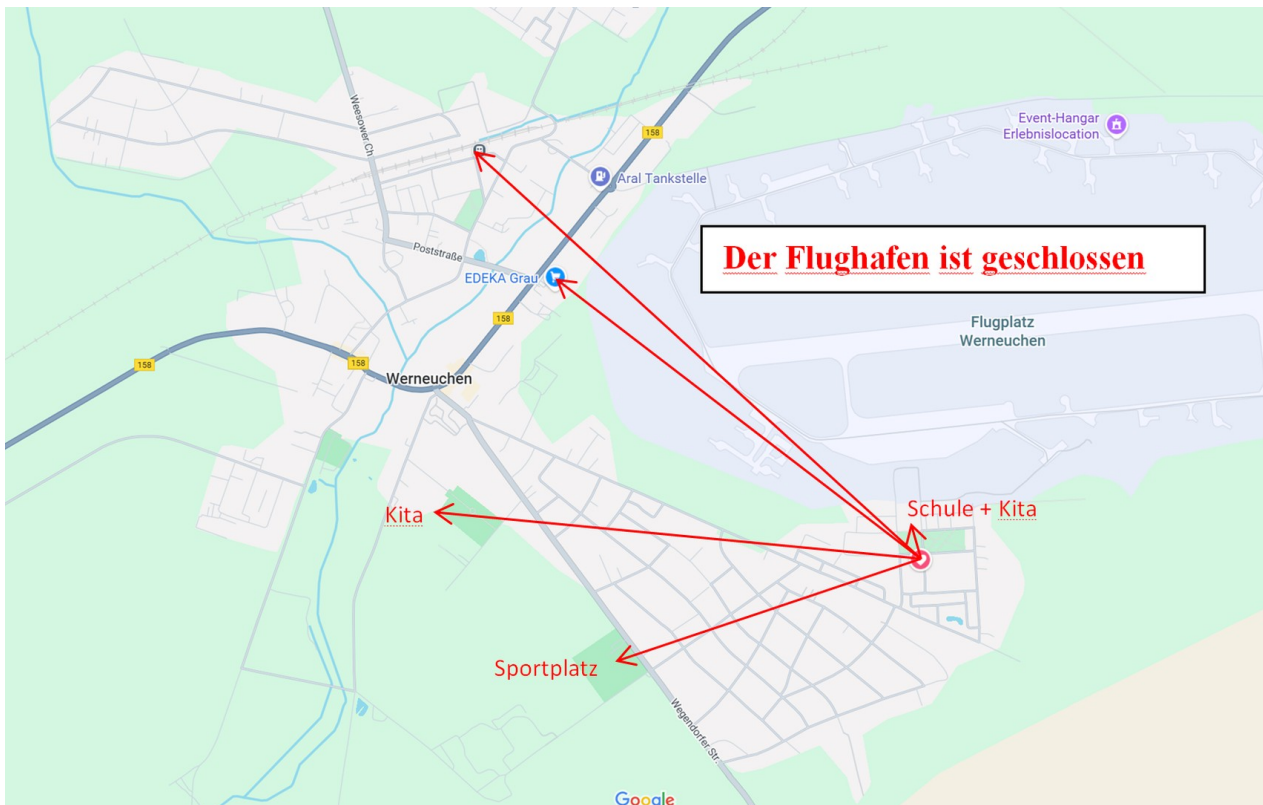 Weesower Ch
158
Event-Hangar
Erlebnislocation
Aral Tankstelle
Der Flughafen ist geschlossen
Poststraße
EDEKA Grau
158
Flugplatz
Werneuchen
158
158
Werneuchen
Kita
Schule + Kita
Sportplatz
Wegendorfer Str.
Google